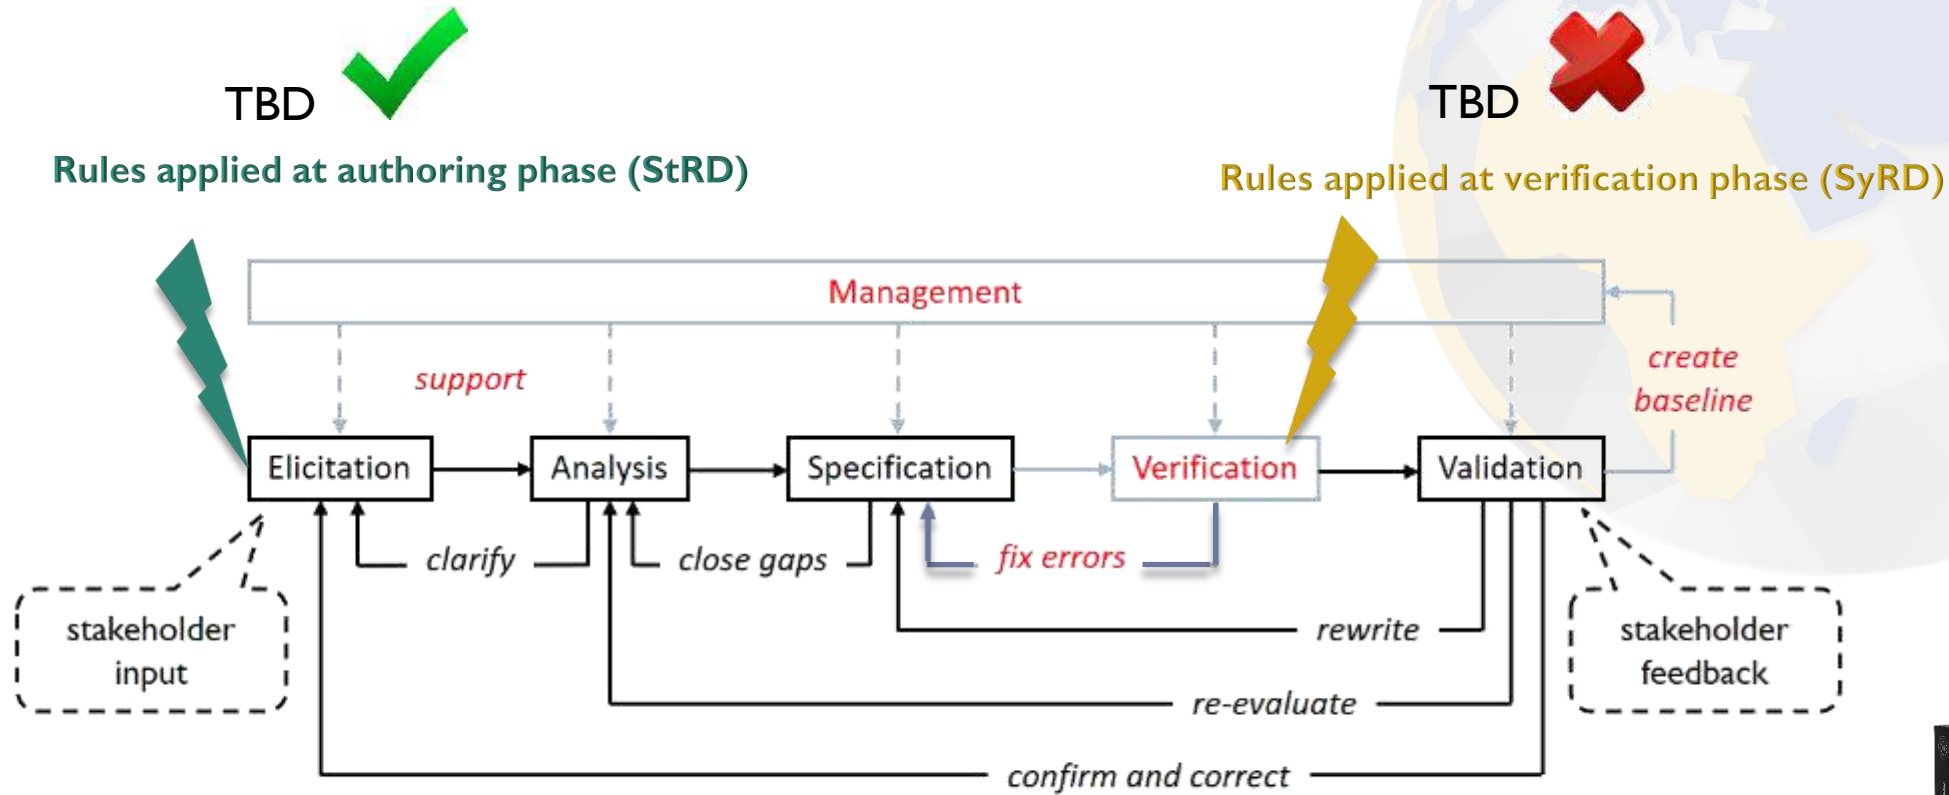 TBD
TBD
Rules applied at authoring phase (StRD)
Rules applied at verification phase (SyRD)
Management
support
create
baseline
Elicitation
Analysis
Specification
Verification
Validation
clarify
close gaps
fix errors
stakeholder
input
rewrite
stakeholder
feedback
re-evaluate
confirm and correct